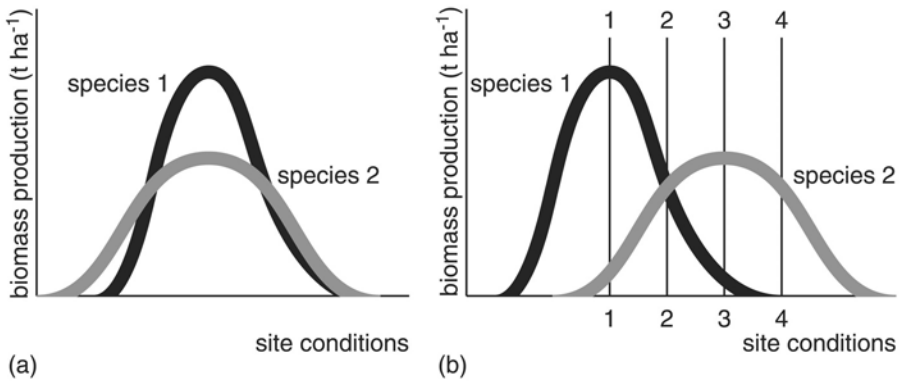 biomass production (t ha⁻¹)
species 1
species 2
site conditions
(a)
biomass production (t ha⁻¹)
1 2 3 4
species 1
species 2
1 2 3 4
site conditions
(b)